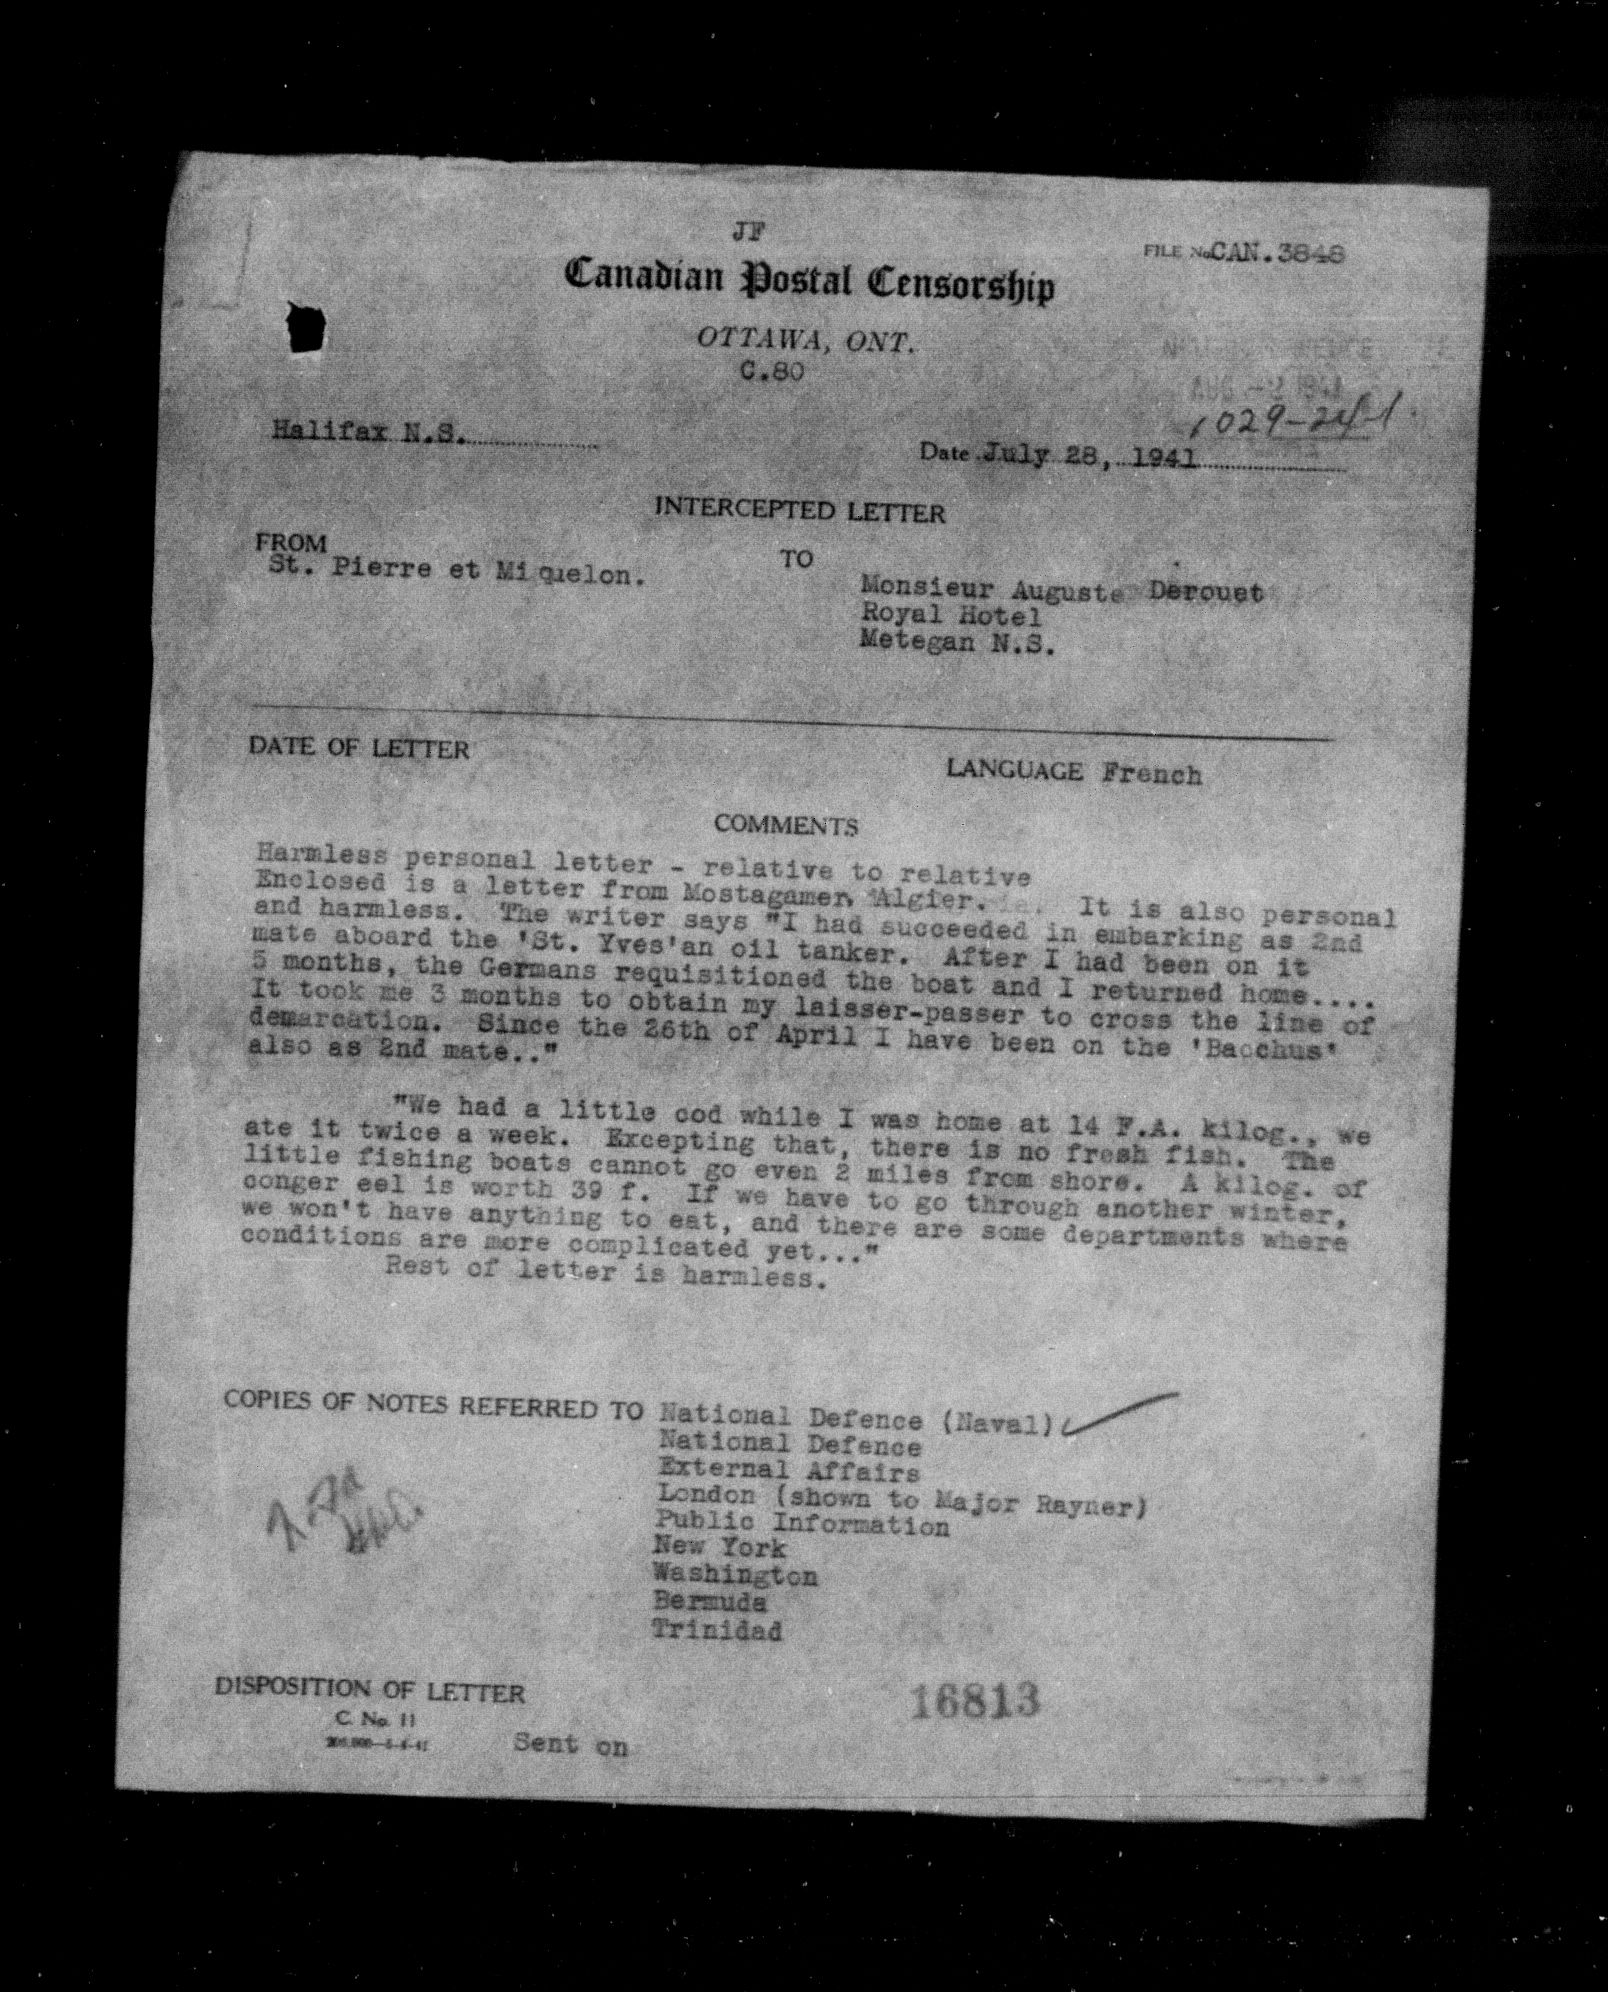 JF
FILE No. CAN.3848
Canadian Postal Censorship
OTTAWA, ONT.
C.80
AUG -2 1941
1029-24-1
Halifax N.S.
Date July 28, 1941
INTERCEPTED LETTER
FROM
St. Pierre et Miquelon.
TO
Monsieur Auguste Derouet
Royal Hotel
Metegan N.S.
DATE OF LETTER
LANGUAGE French
COMMENTS
Harmless personal letter - relative to relative
Enclosed is a letter from Mostagamen Algier. It is also personal
and harmless. The writer says "I had succeeded in embarking as 2nd
mate aboard the 'St. Yves'an oil tanker. After I had been on it
5 months, the Germans requisitioned the boat and I returned home....
It took me 3 months to obtain my laisser-passer to cross the line of
demarcation. Since the 26th of April I have been on the 'Bacchus'
also as 2nd mate.."
"We had a little cod while I was home at 14 F.A. kilog., we
ate it twice a week. Excepting that, there is no fresh fish. The
little fishing boats cannot go even 2 miles from shore. A kilog. of
conger eel is worth 39 f. If we have to go through another winter,
we won't have anything to eat, and there are some departments where
conditions are more complicated yet..."
Rest of letter is harmless.
COPIES OF NOTES REFERRED TO National Defence (Naval)
National Defence
External Affairs
London (shown to Major Rayner)
Public Information
New York
Washington
Bermuda
Trinidad
DISPOSITION OF LETTER
C. No. 11
Sent on
16813